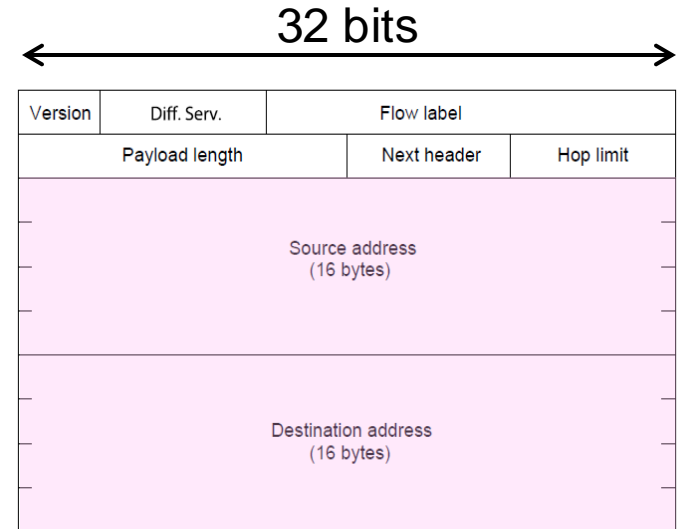 32 bits
Version Diff. Serv. Flow label
Payload length Next header Hop limit
Source address
(16 bytes)
Destination address
(16 bytes)